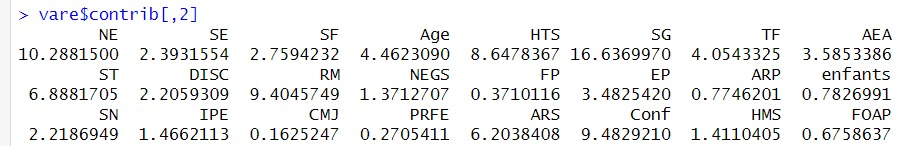 > vare$contrib[,2]
NE SE SF Age HTS SG TF AEA
10.2881500 2.3931554 2.7594232 4.4623090 8.6478367 16.6369970 4.0543325 3.5853386
ST DISC RM NEGS FP EP ARP enfants
6.8881705 2.2059309 9.4045749 1.3712707 0.3710116 3.4825420 0.7746201 0.7826991
SN IPE CMJ PRFE ARS Conf HMS FOAP
2.2186949 1.4662113 0.1625247 0.2705411 6.2038408 9.4829210 1.4110405 0.6758637